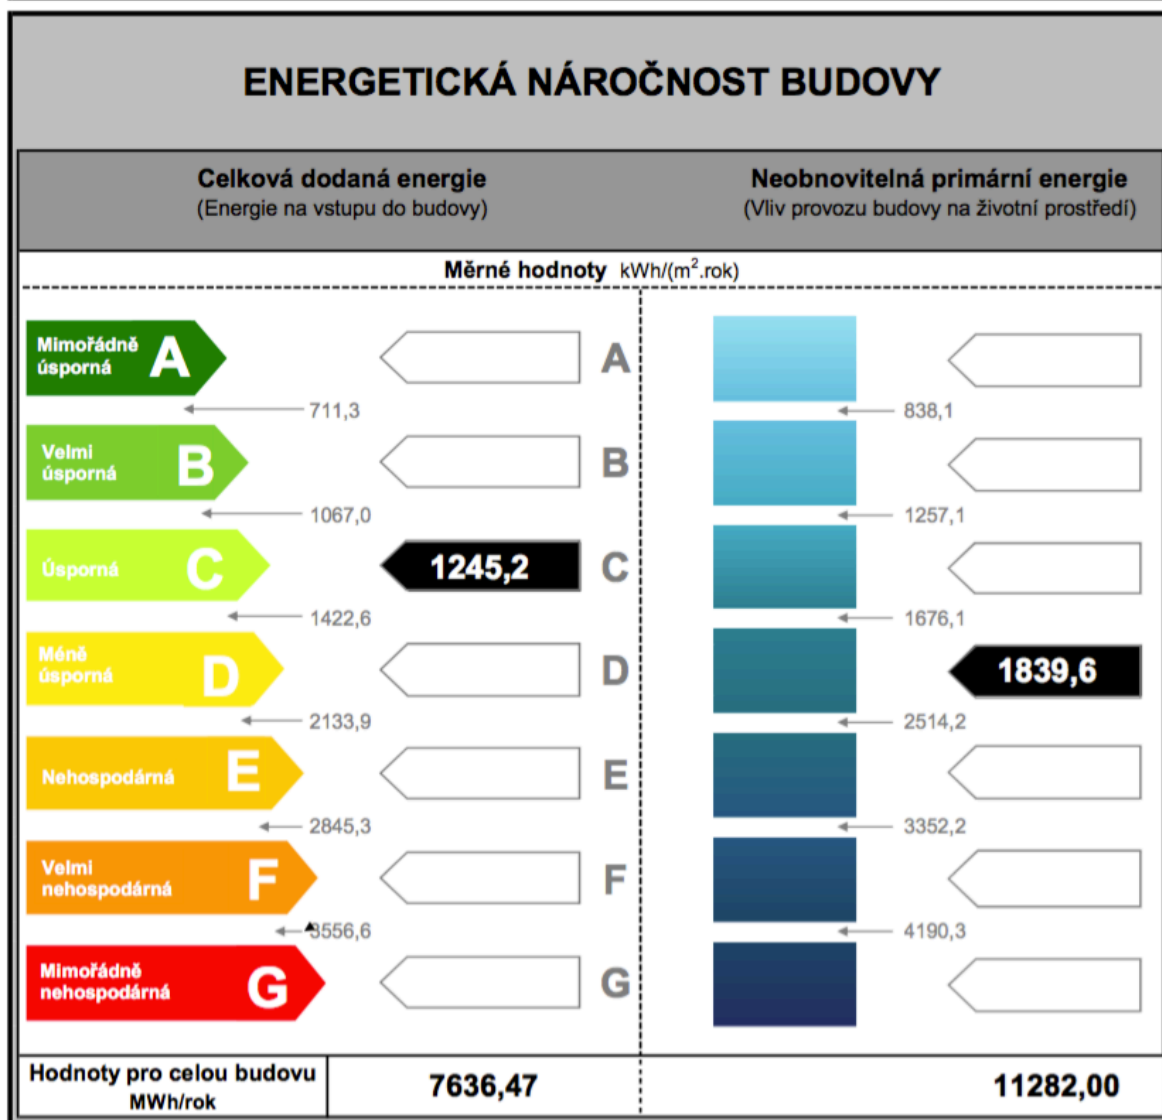 ENERGETICKÁ NÁROČNOST BUDOVY
Celková dodaná energie
(Energie na vstupu do budovy)
Neobnovitelná primární energie
(Vliv provozu budovy na životní prostředí)
Měrné hodnoty kWh/(m².rok)
Mimořádně
úsporná
A
A
711,3
838,1
Velmi
úsporná
B
B
1067,0
1257,1
Úsporná
C
1245,2
C
1422,6
1676,1
Méně
úsporná
D
D
1839,6
2133,9
2514,2
Nehospodárná
E
E
2845,3
3352,2
Velmi
nehospodárná
F
F
3556,6
4190,3
Mimořádně
nehospodárná
G
G
Hodnoty pro celou budovu
MWh/rok
7636,47
11282,00